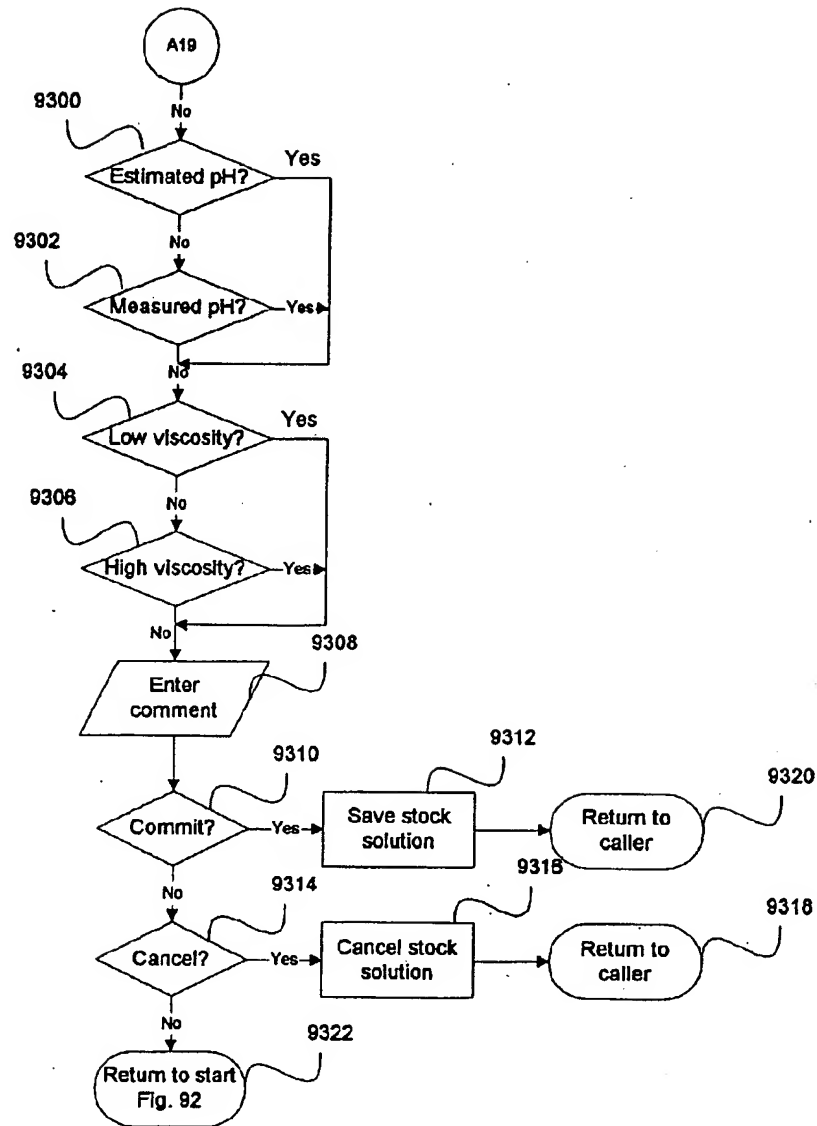 A19
No
9300
Estimated pH?
Yes
No
9302
Measured pH?
Yes
No
9304
Low viscosity?
Yes
No
9306
High viscosity?
Yes
No
9308
Enter
comment
9310
Commit?
Yes
9312
Save stock
solution
9320
Return to
caller
No
9314
Cancel?
Yes
9316
Cancel stock
solution
9318
Return to
caller
No
9322
Return to start
Fig. 92